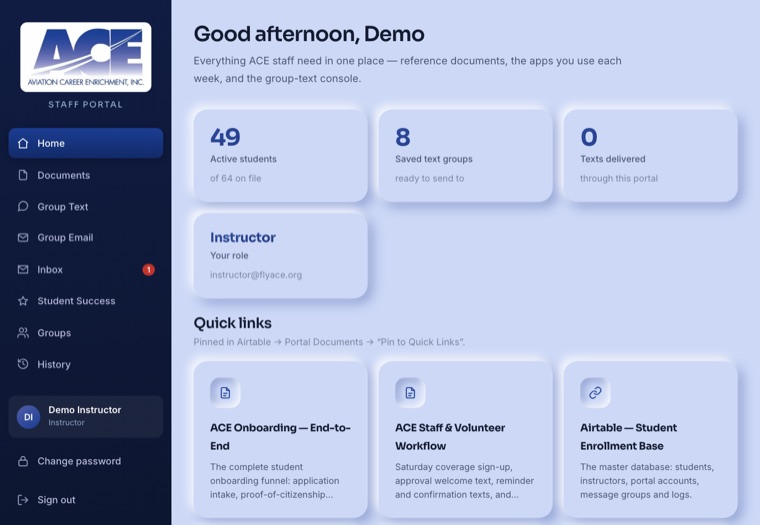 ACE
AVIATION CAREER ENRICHMENT, INC.
STAFF PORTAL
Home
Documents
Group Text
Group Email
Inbox
1
Student Success
Groups
History
DI
Demo Instructor
Instructor
Change password
Sign out
Good afternoon, Demo
Everything ACE staff need in one place — reference documents, the apps you use each
week, and the group-text console.
49
Active students
of 64 on file
8
Saved text groups
ready to send to
0
Texts delivered
through this portal
Instructor
Your role
instructor@flyace.org
Quick links
Pinned in Airtable → Portal Documents → “Pin to Quick Links”.
ACE Onboarding — End-to-
End
The complete student
onboarding funnel: application
intake, proof-of-citizenship…
ACE Staff & Volunteer
Workflow
Saturday coverage sign-up,
approval welcome text, reminder
and confirmation texts, and…
Airtable — Student
Enrollment Base
The master database: students,
instructors, portal accounts,
message groups and logs.